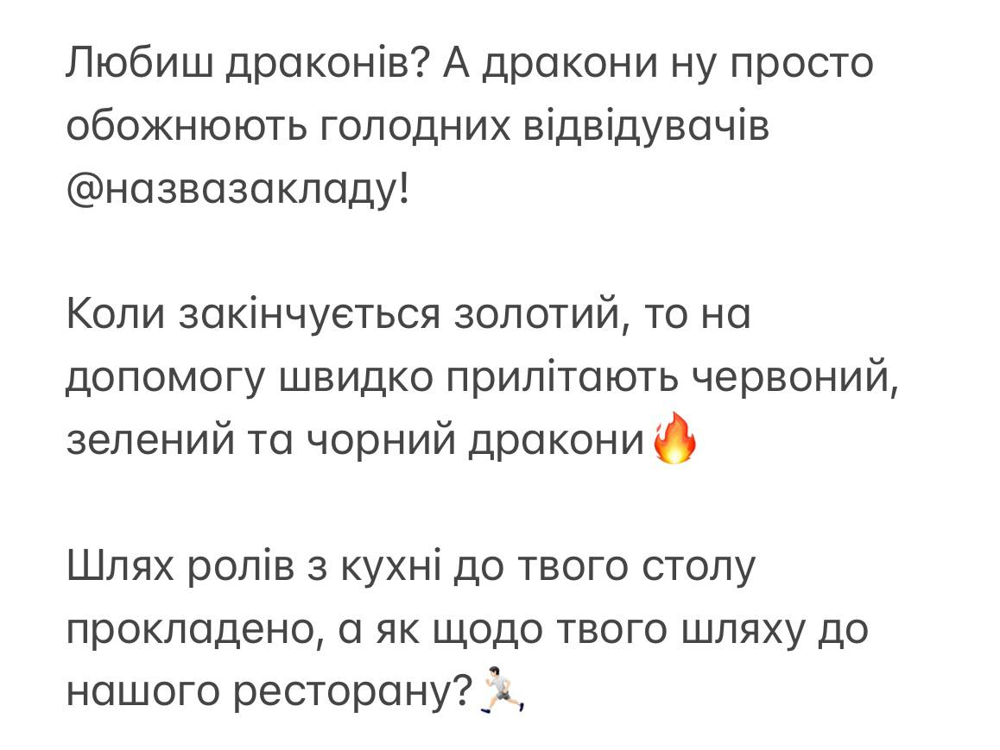 Любиш драконів? А дракони ну просто
обожнюють голодних відвідувачів
@назвазакладу!
Коли закінчується золотий, то на
допомогу швидко прилітають червоний,
зелений та чорний дракони🔥
Шлях ролів з кухні до твого столу
прокладено, а як щодо твого шляху до
нашого ресторану?🏃🏻